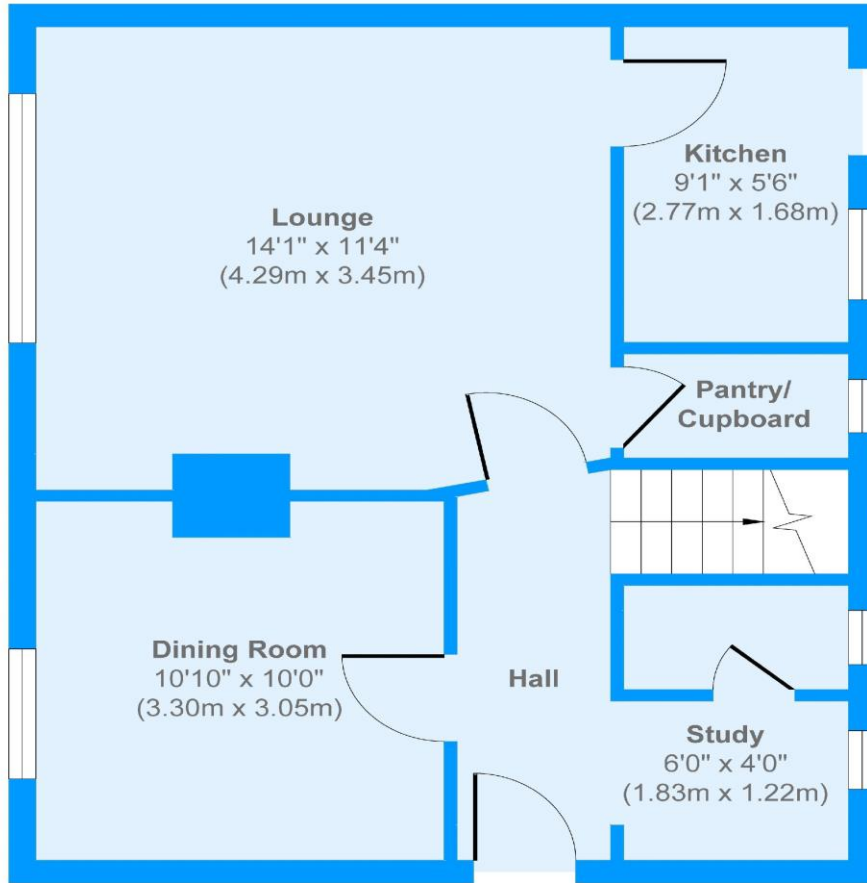 Lounge
14'1" x 11'4"
(4.29m x 3.45m)
Kitchen
9'1" x 5'6"
(2.77m x 1.68m)
Pantry/
Cupboard
Dining Room
10'10" x 10'0"
(3.30m x 3.05m)
Hall
Study
6'0" x 4'0"
(1.83m x 1.22m)